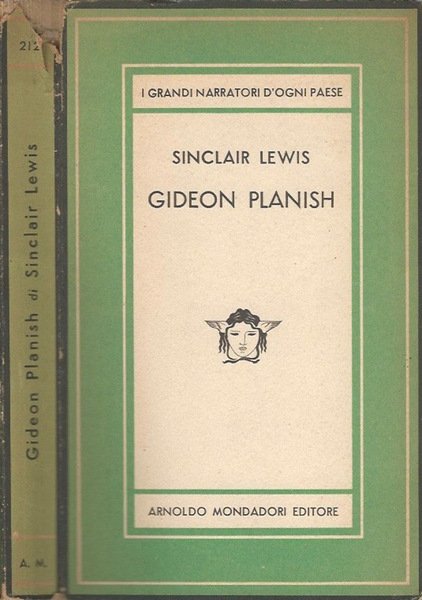 212
Gideon Planish di Sinclair Lewis
A. M.
I GRANDI NARRATORI D'OGNI PAESE
SINCLAIR LEWIS
GIDEON PLANISH
ARNOLDO MONDADORI EDITORE